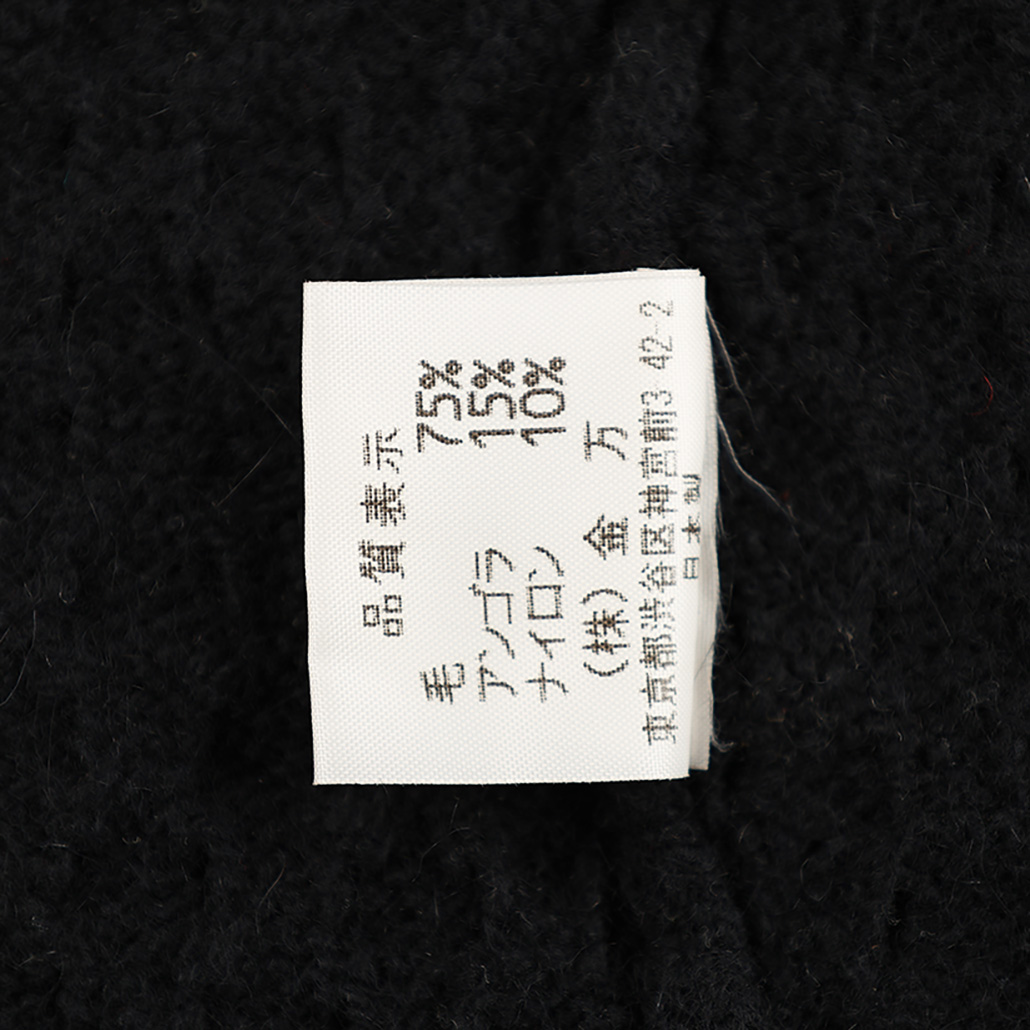 品質表示
毛 75%
アンゴラ 15%
ナイロン 10%
(株) 金 万
東京都渋谷区神宮前3-42-2
日本製